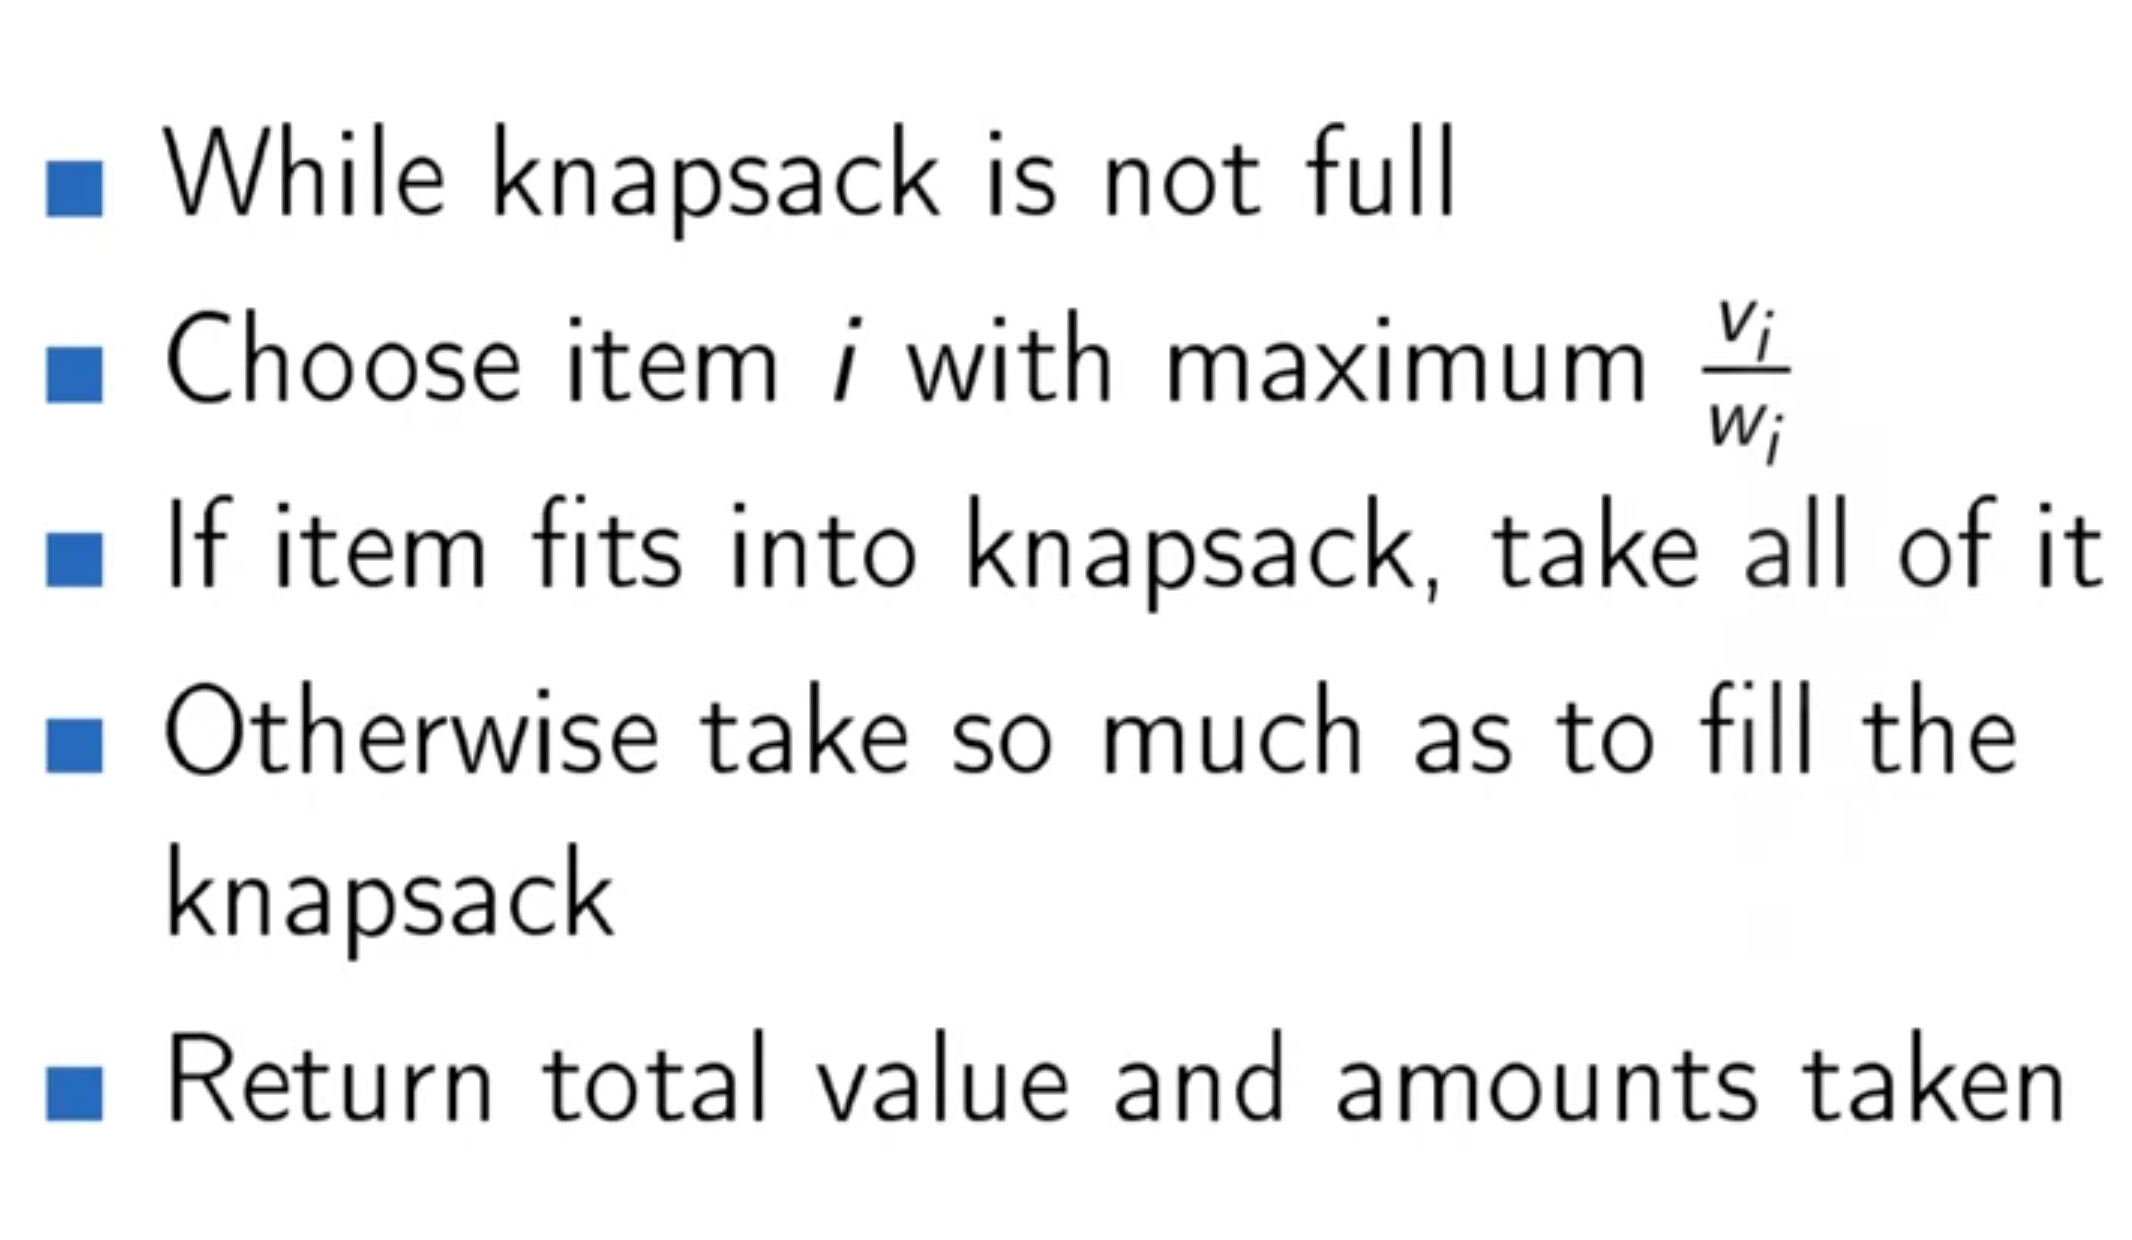 While knapsack is not full
Choose item i with maximum v_i/w_i
If item fits into knapsack, take all of it
Otherwise take so much as to fill the
knapsack
Return total value and amounts taken